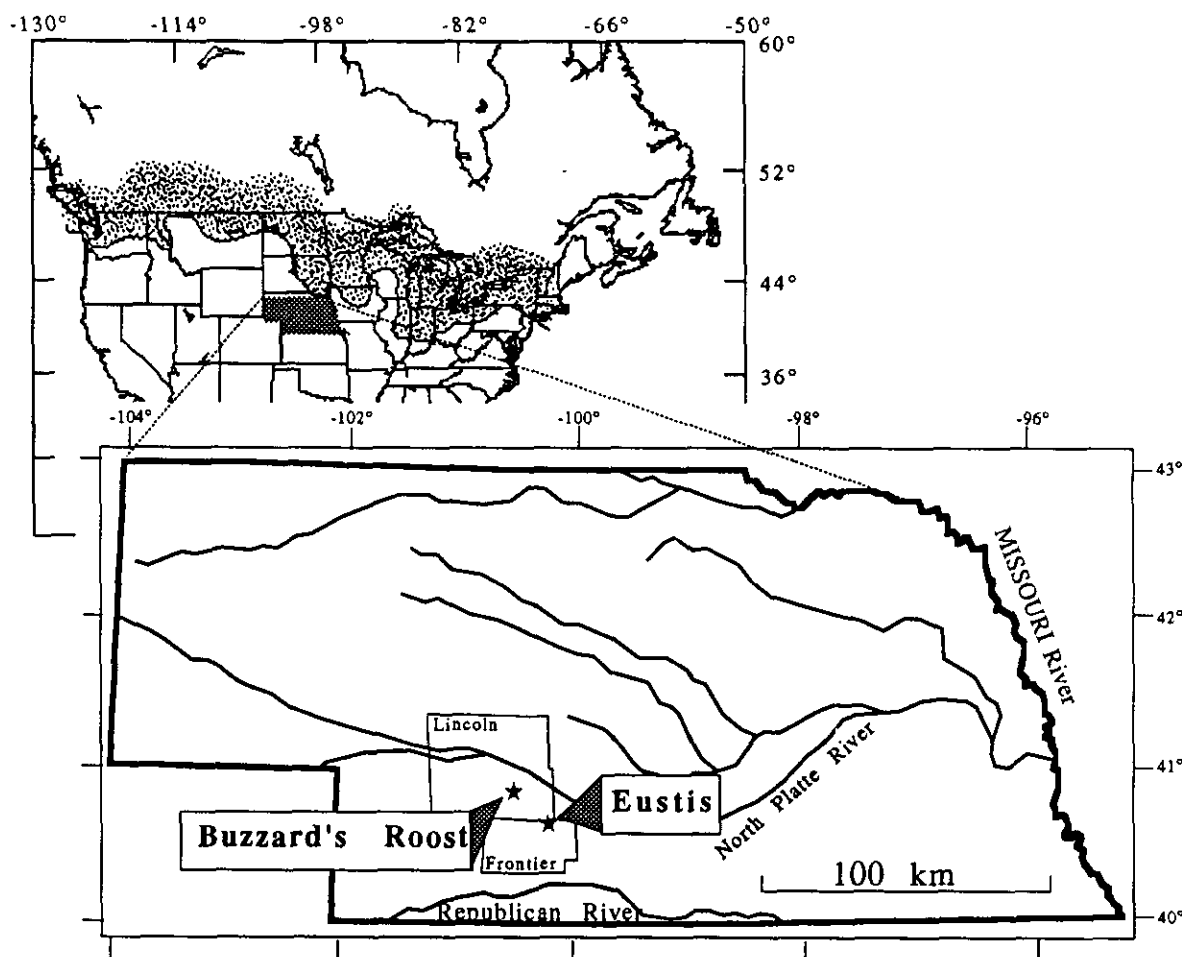 -130° -114° -98° -82° -66° -50°
60°
52°
44°
36°
-104° -102° -100° -98° -96°
43°
MISSOURI River
42°
Lincoln
41°
Eustis
North Platte River
Buzzard's Roost
Frontier
100 km
Republican River
40°